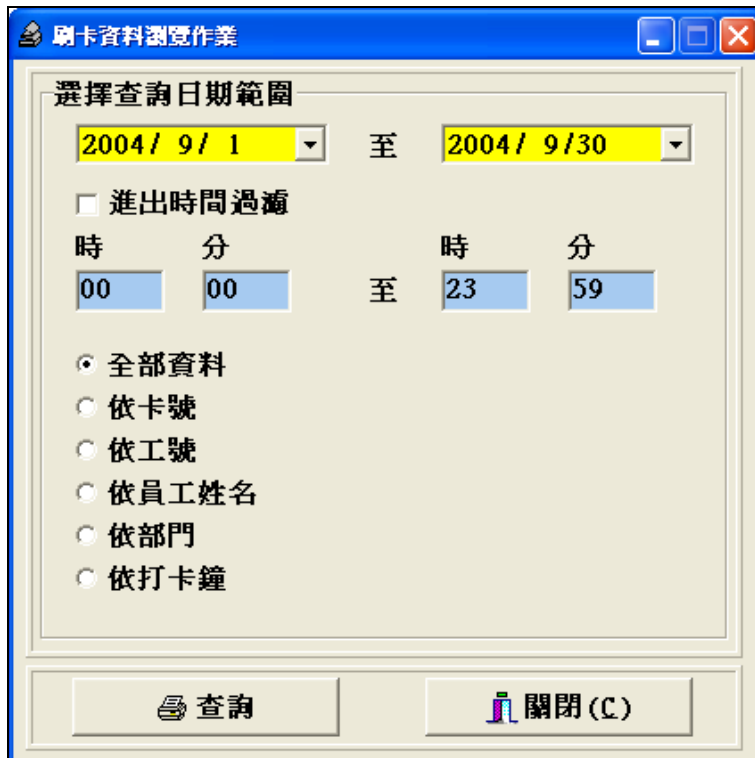 刷卡資料瀏覽作業
選擇查詢日期範圍
2004/ 9/ 1 至 2004/ 9/30
進出時間過濾
時 分 時 分
00 00 至 23 59
全部資料
依卡號
依工號
依員工姓名
依部門
依打卡鐘
查詢 關閉(C)